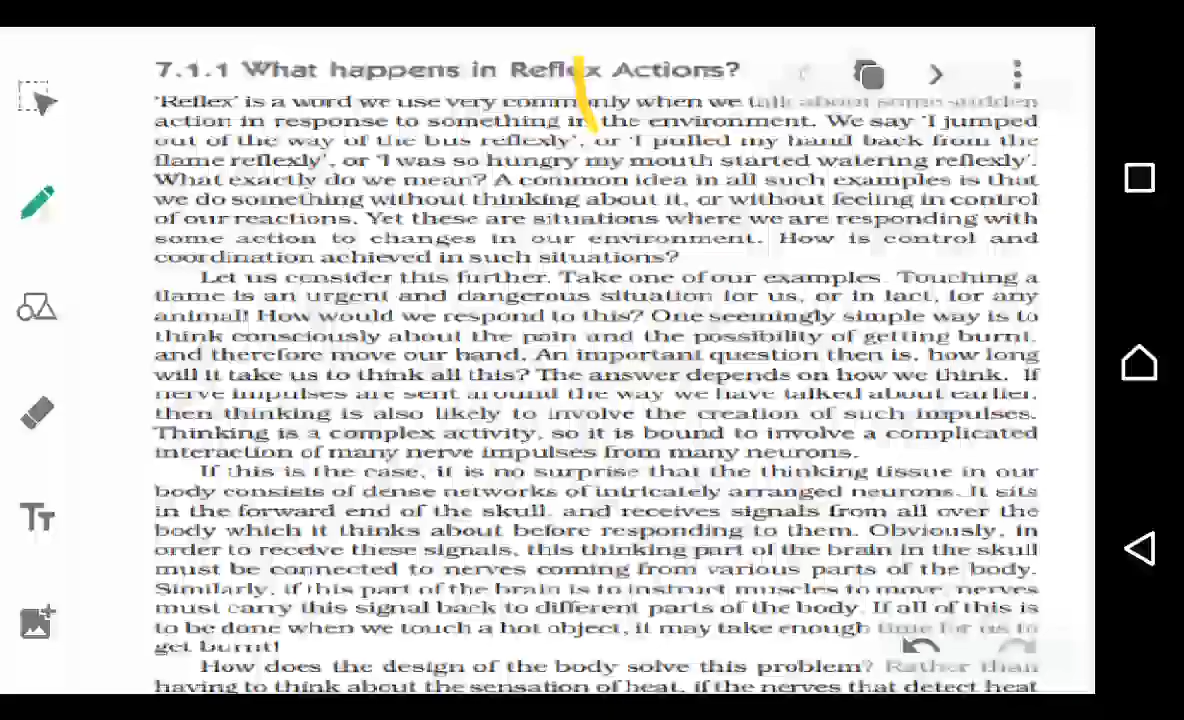 7.1.1 What happens in Reflex Actions?
'Reflex' is a word we use very commonly when we talk about some sudden
action in response to something in the environment. We say 'I jumped
out of the way of the bus reflexly', or 'I pulled my hand back from the
flame reflexly', or 'I was so hungry my mouth started watering reflexly'.
What exactly do we mean? A common idea in all such examples is that
we do something without thinking about it, or without feeling in control
of our reactions. Yet these are situations where we are responding with
some action to changes in our environment. How is control and
coordination achieved in such situations?
Let us consider this further. Take one of our examples. Touching a
flame is an urgent and dangerous situation for us, or in fact, for any
animal! How would we respond to this? One seemingly simple way is to
think consciously about the pain and the possibility of getting burnt,
and therefore move our hand. An important question then is, how long
will it take us to think all this? The answer depends on how we think. If
nerve impulses are sent around the way we have talked about earlier,
then thinking is also likely to involve the creation of such impulses.
Thinking is a complex activity, so it is bound to involve a complicated
interaction of many nerve impulses from many neurons.
If this is the case, it is no surprise that the thinking tissue in our
body consists of dense networks of intricately arranged neurons. It sits
in the forward end of the skull, and receives signals from all over the
body which it thinks about before responding to them. Obviously, in
order to receive these signals, this thinking part of the brain in the skull
must be connected to nerves coming from various parts of the body.
Similarly, if this part of the brain is to instruct muscles to move, nerves
must carry this signal back to different parts of the body. If all of this is
to be done when we touch a hot object, it may take enough time for us to
get burnt!
How does the design of the body solve this problem? Rather than
having to think about the sensation of heat, if the nerves that detect heat
Tт